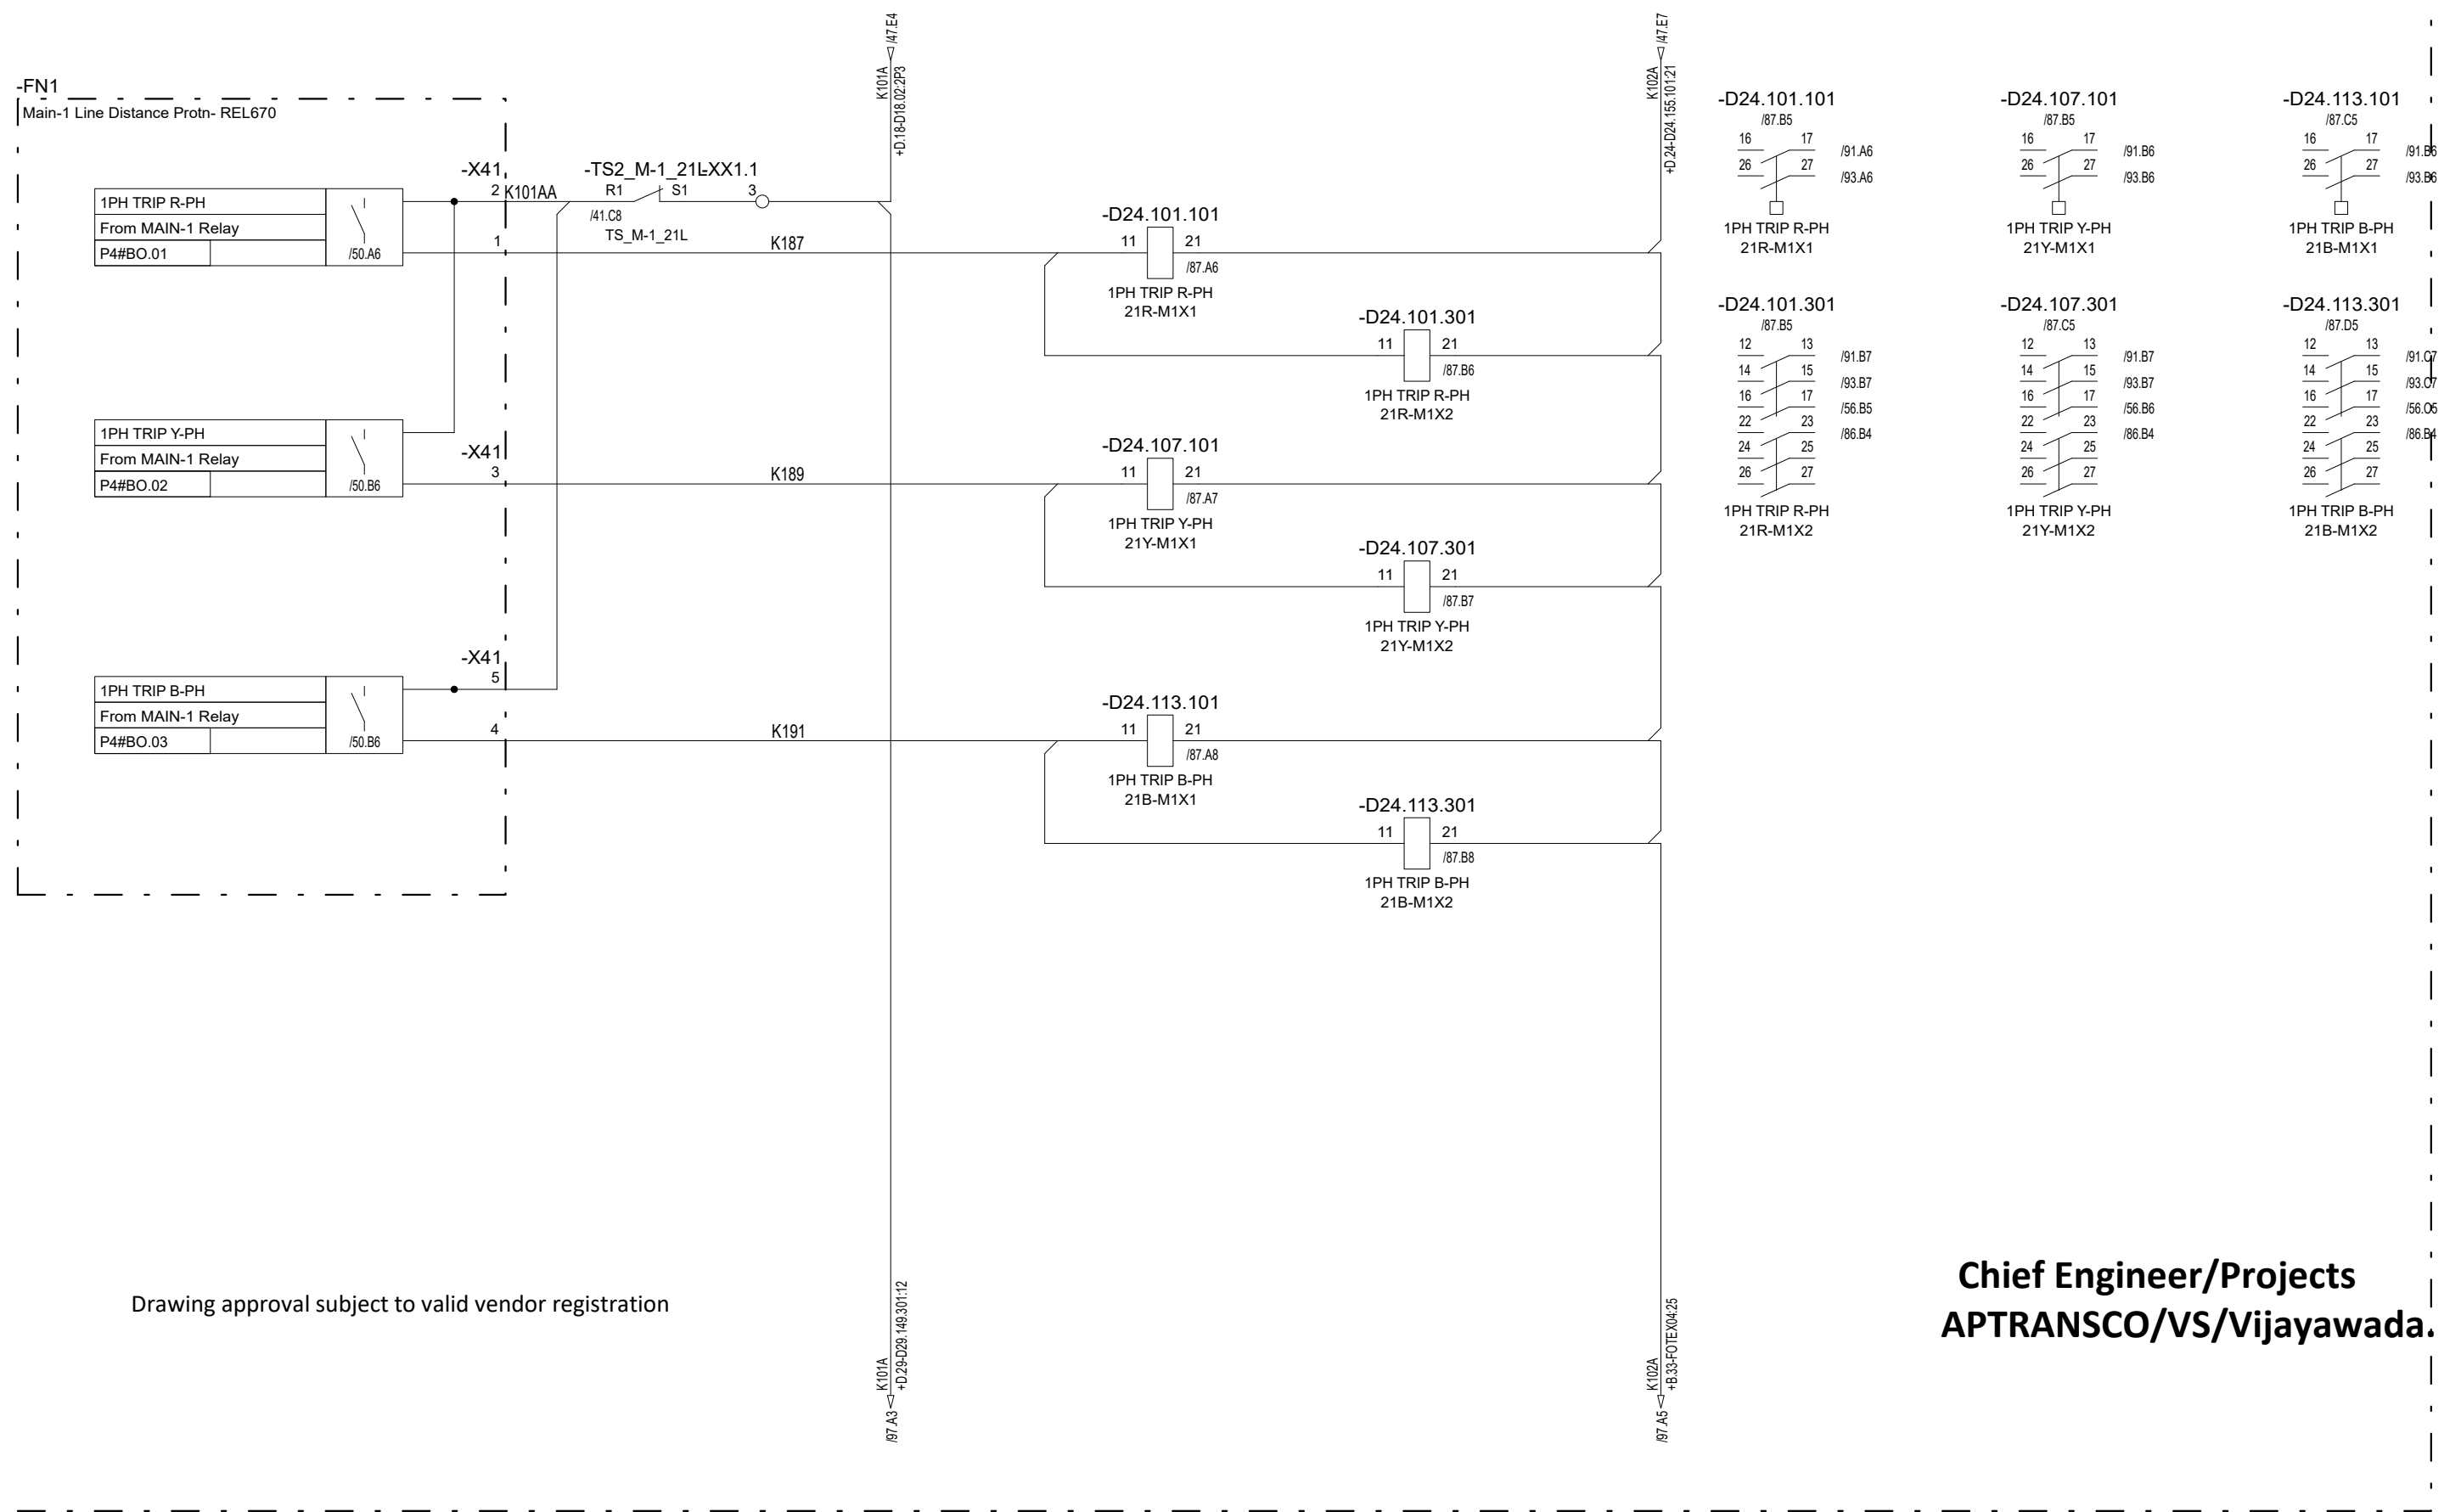 /47.E4
K101A
+D.18-D18.02:2P3
/47.E7
K102A
+D.24-D24.155.101:21
-FN1
Main-1 Line Distance Protn- REL670
-X41
2
K101AA
-TS2_M-1_21L
-XX1.1
R1
S1
3
/41.C8
TS_M-1_21L
1PH TRIP R-PH
From MAIN-1 Relay
P4#BO.01
/50.A6
1
K187
-D24.101.101
11
21
/87.A6
1PH TRIP R-PH
21R-M1X1
-D24.101.301
11
21
/87.B6
1PH TRIP R-PH
21R-M1X2
1PH TRIP Y-PH
From MAIN-1 Relay
P4#BO.02
/50.B6
-X41
3
K189
-D24.107.101
11
21
/87.A7
1PH TRIP Y-PH
21Y-M1X1
-D24.107.301
11
21
/87.B7
1PH TRIP Y-PH
21Y-M1X2
-X41
5
1PH TRIP B-PH
From MAIN-1 Relay
P4#BO.03
/50.B6
4
K191
-D24.113.101
11
21
/87.A8
1PH TRIP B-PH
21B-M1X1
-D24.113.301
11
21
/87.B8
1PH TRIP B-PH
21B-M1X2
-D24.101.101
/87.B5
16 17 /91.A6
26 27 /93.A6
1PH TRIP R-PH
21R-M1X1
-D24.107.101
/87.B5
16 17 /91.B6
26 27 /93.B6
1PH TRIP Y-PH
21Y-M1X1
-D24.113.101
/87.C5
16 17 /91.B6
26 27 /93.B6
1PH TRIP B-PH
21B-M1X1
-D24.101.301
/87.B5
12 13 /91.B7
14 15 /93.B7
16 17 /56.B5
22 23 /86.B4
24 25
26 27
1PH TRIP R-PH
21R-M1X2
-D24.107.301
/87.C5
12 13 /91.B7
14 15 /93.B7
16 17 /56.B6
22 23 /86.B4
24 25
26 27
1PH TRIP Y-PH
21Y-M1X2
-D24.113.301
/87.D5
12 13 /91.C7
14 15 /93.C7
16 17 /56.C5
22 23 /86.B4
24 25
26 27
1PH TRIP B-PH
21B-M1X2
Drawing approval subject to valid vendor registration
K101A
+D.29-D29.149.301:12
/97.A3
K102A
+B.33-FOTEX04:25
/97.A5
Chief Engineer/Projects
APTRANSCO/VS/Vijayawada.